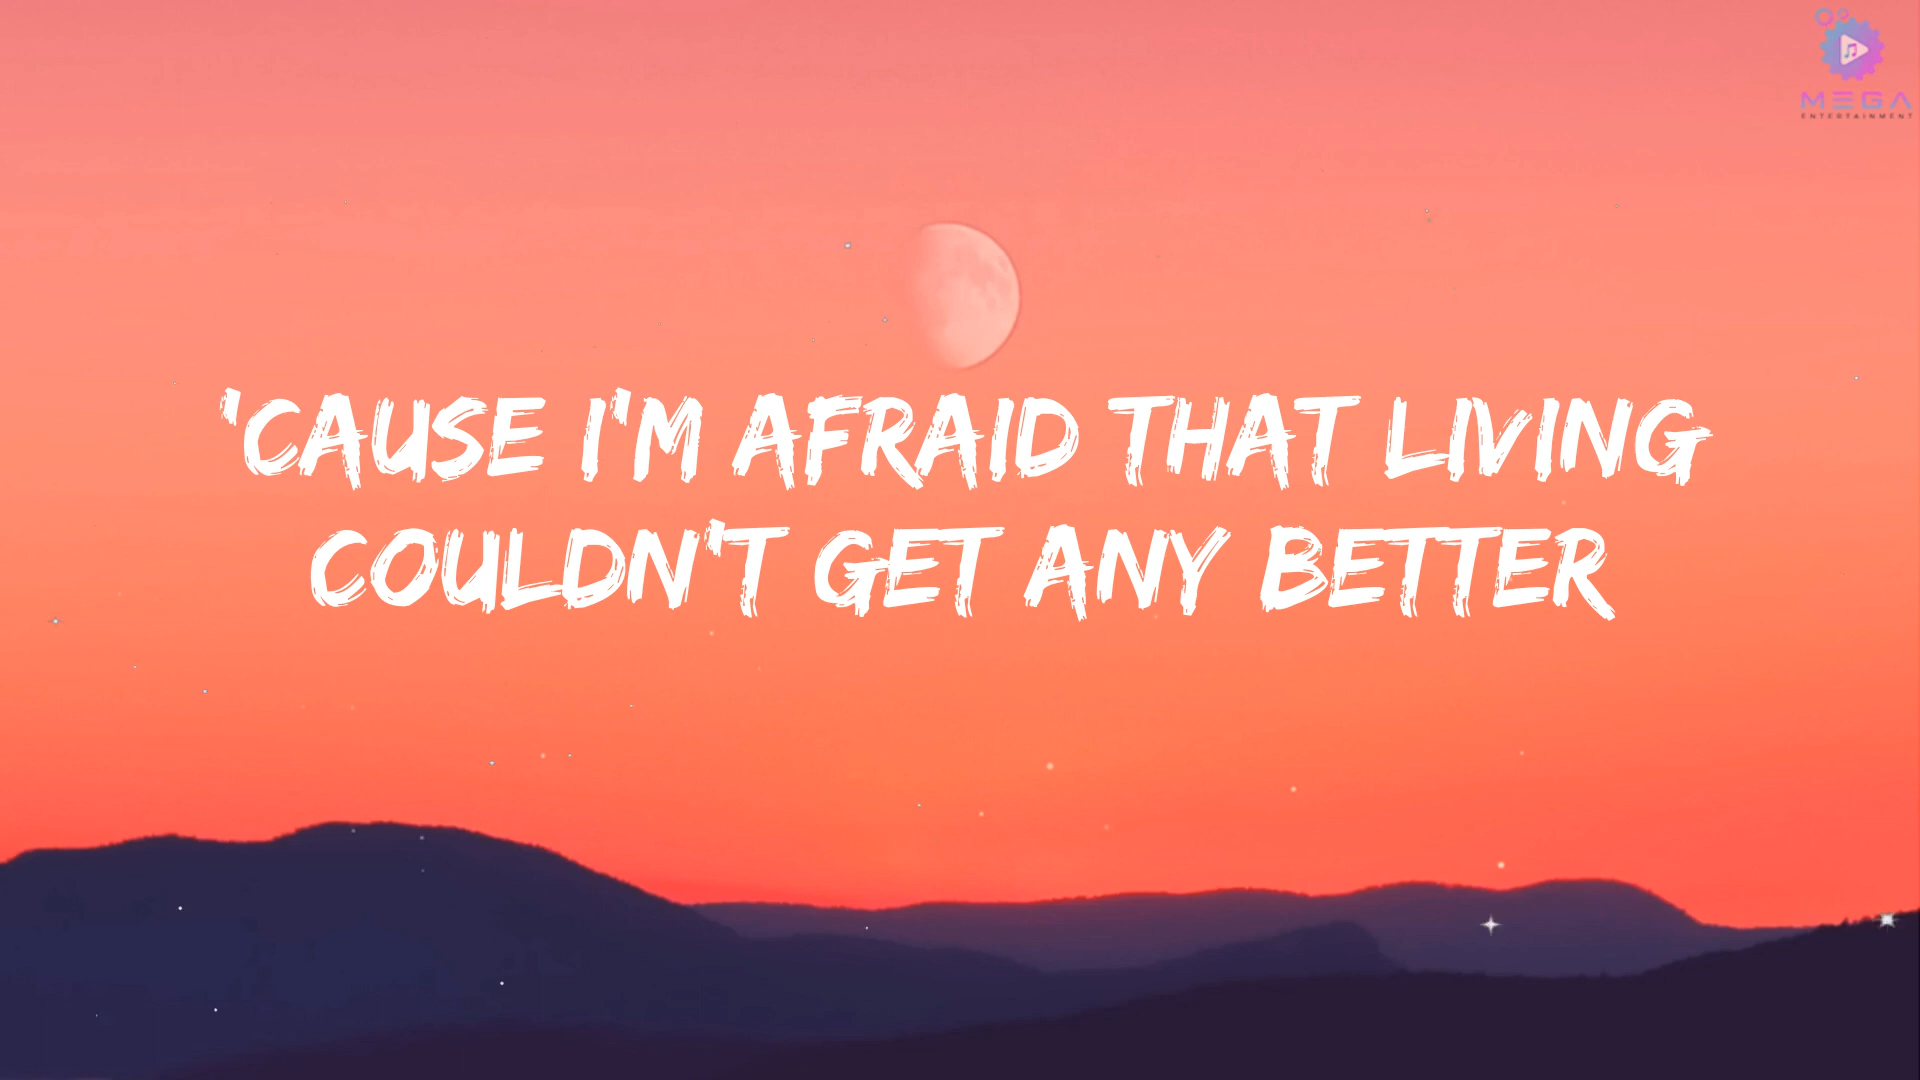 MEGA
ENTERTAINMENT
'CAUSE I'M AFRAID THAT LIVING
COULDN'T GET ANY BETTER